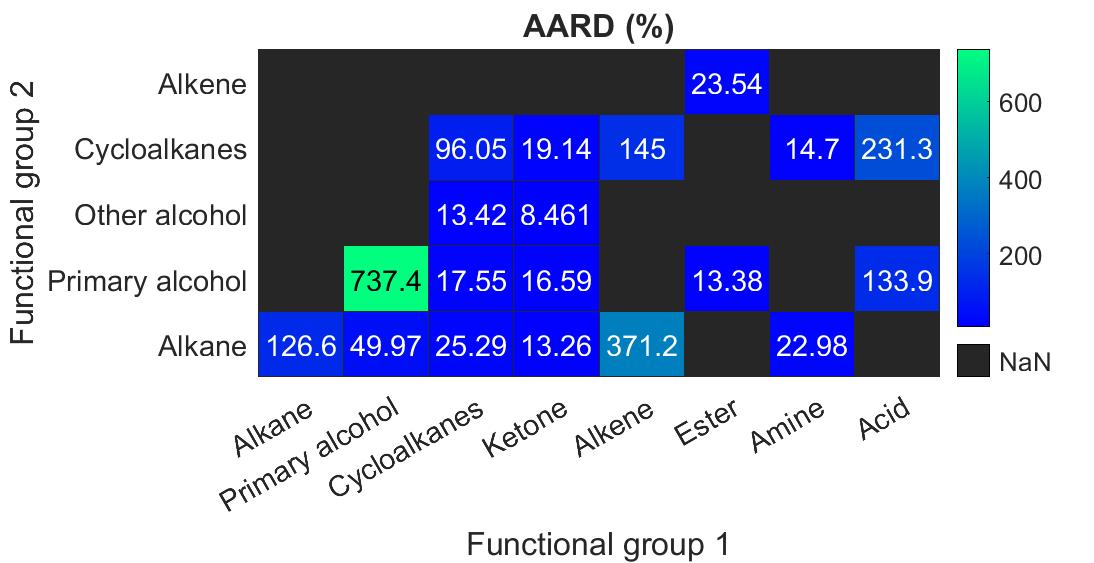 AARD (%)
Functional group 2
Alkene
23.54
Cycloalkanes
96.05 19.14 145 14.7 231.3
Other alcohol
13.42 8.461
Primary alcohol
737.4 17.55 16.59 13.38 133.9
Alkane
126.6 49.97 25.29 13.26 371.2 22.98
600
400
200
NaN
Alkane
Primary alcohol
Cycloalkanes
Ketone
Alkene
Ester
Amine
Acid
Functional group 1